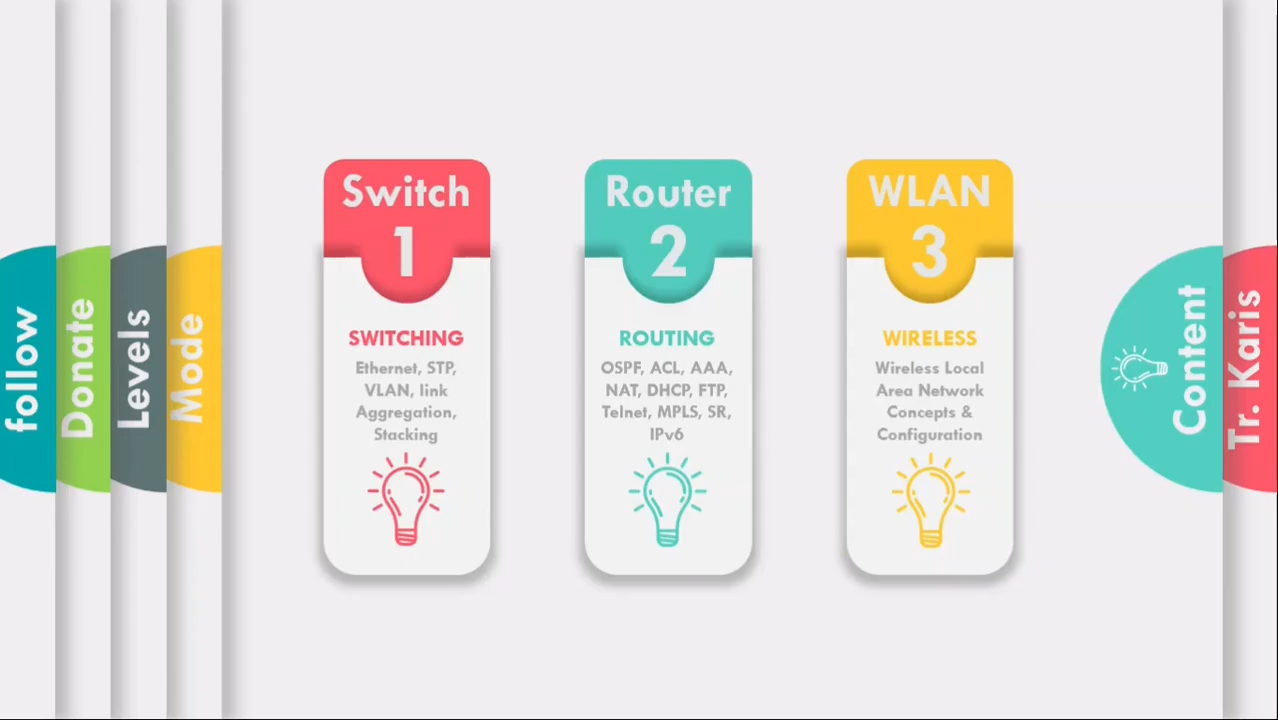 follow
Donate
Levels
Mode
Switch
1
SWITCHING
Ethernet, STP,
VLAN, link
Aggregation,
Stacking
Router
2
ROUTING
OSPF, ACL, AAA,
NAT, DHCP, FTP,
Telnet, MPLS, SR,
IPv6
WLAN
3
WIRELESS
Wireless Local
Area Network
Concepts &
Configuration
Content
Tr. Karis